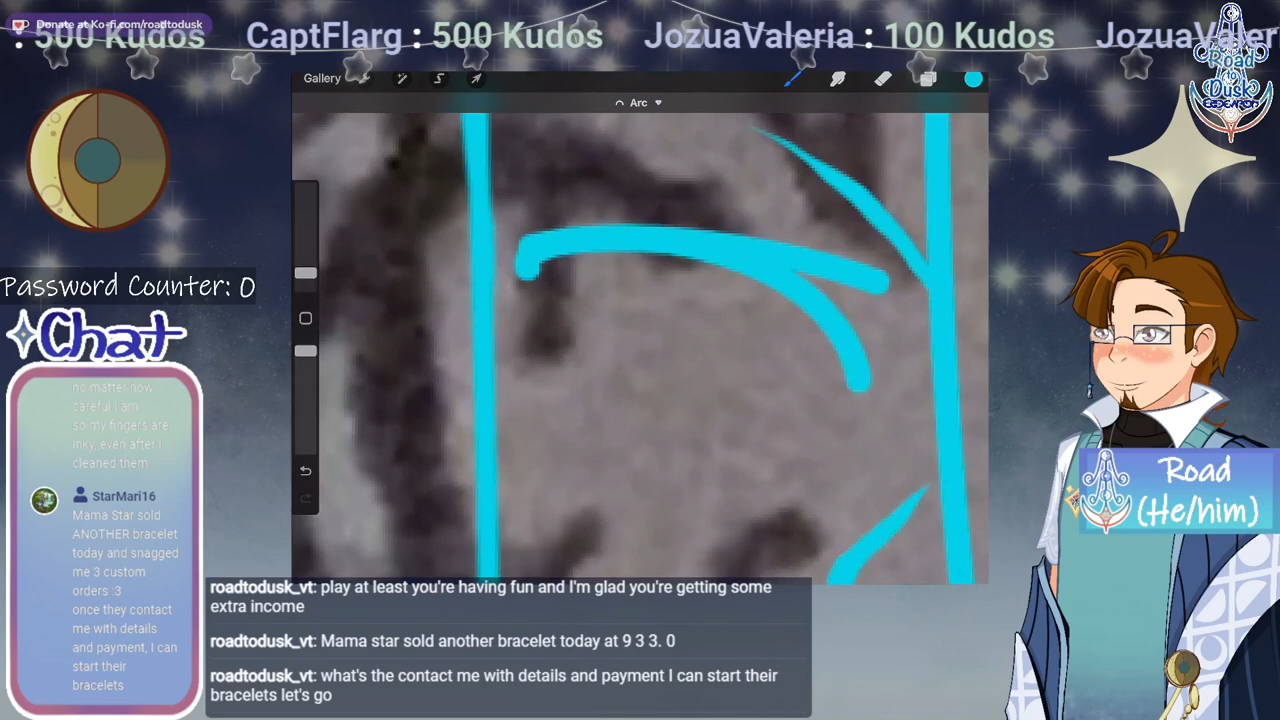 Donate at Ko-fi.com/roadtodusk
: 500 Kudos CaptFlarg : 500 Kudos JozuaValeria : 100 Kudos JozuaValer
Road
to
Dusk
Gallery
Arc
Password Counter: 0
Chat
no matter how
careful I am
so my fingers are
inky, even after I
cleaned them
StarMari16
Mama Star sold
ANOTHER bracelet
today and snagged
me 3 custom
orders :3
once they contact
me with details
and payment, I can
start their
bracelets
roadtodusk_vt: play at least you're having fun and I'm glad you're getting some
extra income
roadtodusk_vt: Mama star sold another bracelet today at 9 3 3. 0
roadtodusk_vt: what's the contact me with details and payment I can start their
bracelets let's go
Road
(He/him)